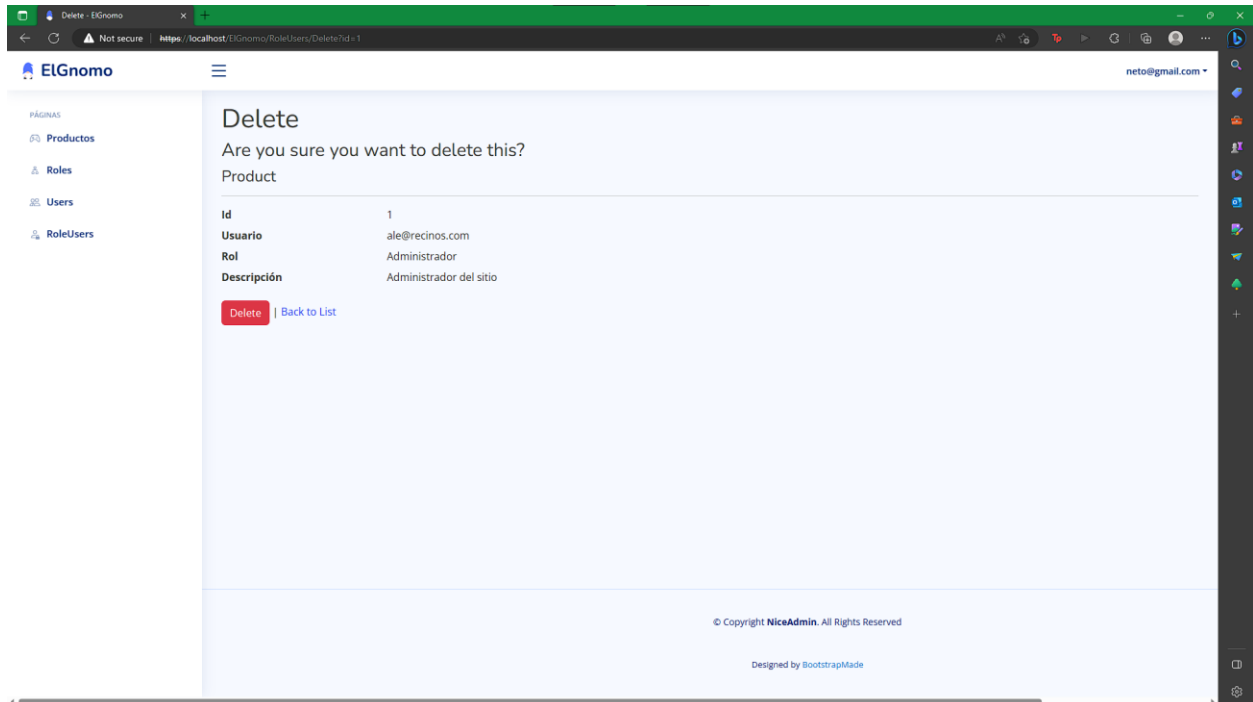 Delete - ElGnomo
Not secure | https://localhost/ElGnomo/RoleUsers/Delete?id=1
ElGnomo
neto@gmail.com
PÁGINAS
Productos
Roles
Users
RoleUsers
Delete
Are you sure you want to delete this?
Product
Id 1
Usuario ale@recinos.com
Rol Administrador
Descripción Administrador del sitio
Delete | Back to List
© Copyright NiceAdmin. All Rights Reserved
Designed by BootstrapMade